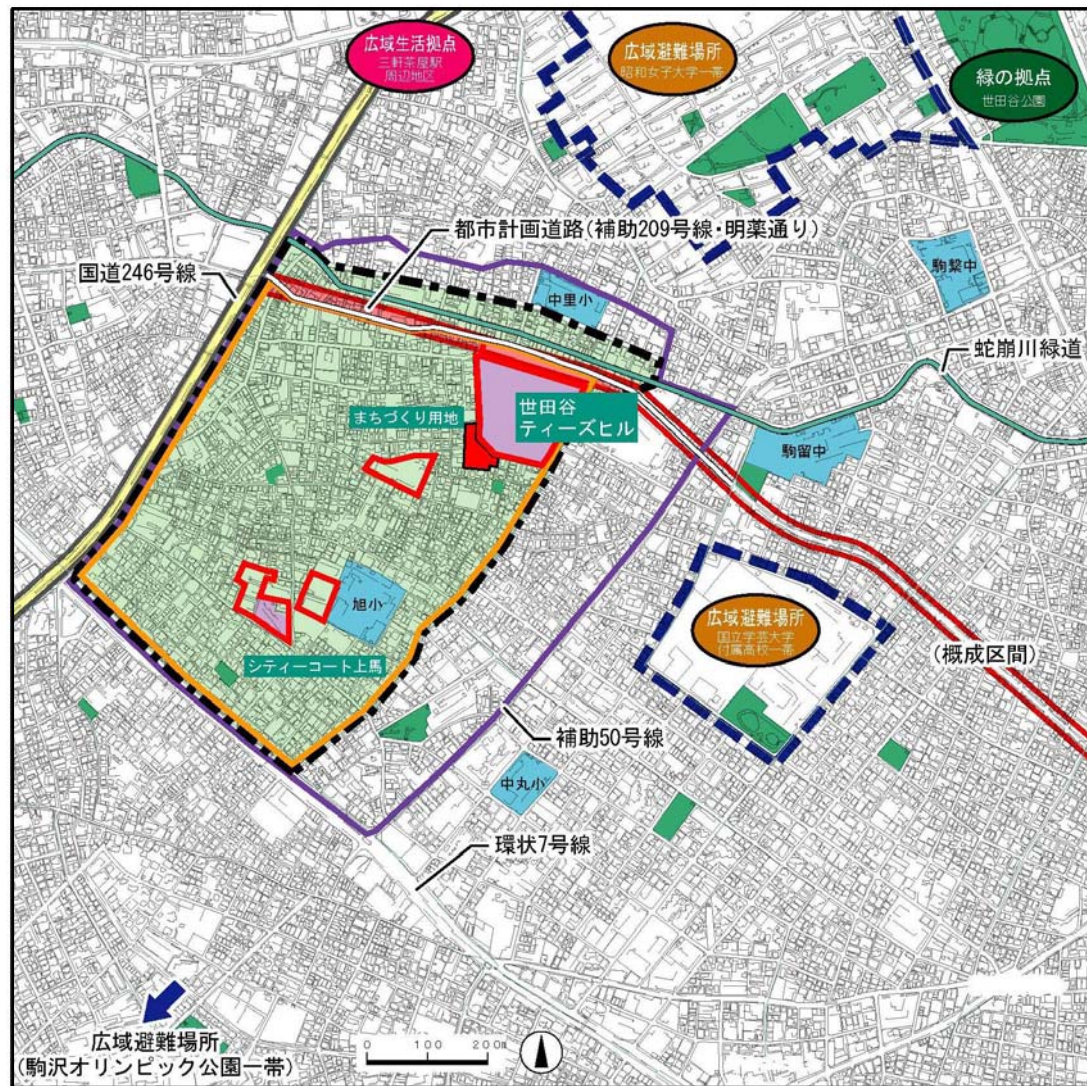 広域生活拠点
三軒茶屋駅
周辺地区
広域避難場所
昭和女子大学一帯
緑の拠点
世田谷公園
都市計画道路(補助209号線・明薬通り)
国道246号線
中里小
駒繋中
蛇崩川緑道
まちづくり用地
世田谷
ティーズヒル
駒留中
旭小
広域避難場所
国立学芸大学
付属高校一帯
シティーコート上馬
(概成区間)
補助50号線
中丸小
環状7号線
広域避難場所
(駒沢オリンピック公園一帯)
0 100 200m